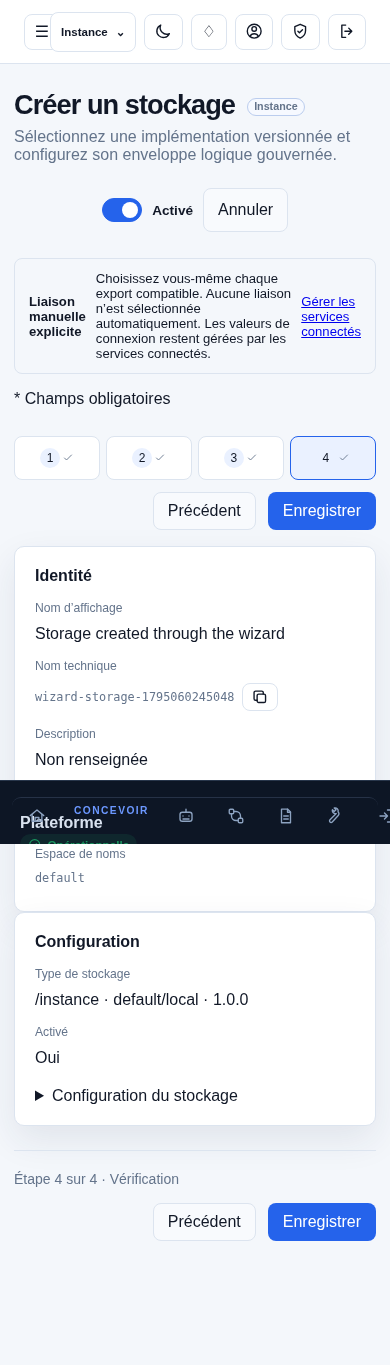 Instance
Créer un stockage Instance
Sélectionnez une implémentation versionnée et
configurez son enveloppe logique gouvernée.
Activé Annuler
Liaison
manuelle
explicite
Choisissez vous-même chaque
export compatible. Aucune liaison
n’est sélectionnée
automatiquement. Les valeurs de
connexion restent gérées par les
services connectés.
Gérer les
services
connectés
* Champs obligatoires
1 2 3 4
Précédent Enregistrer
Identité
Nom d’affichage
Storage created through the wizard
Nom technique
wizard-storage-1795060245048
Description
Non renseignée
CONCEVOIR
Plateforme
Opérationnelle
Espace de noms
default
Configuration
Type de stockage
/instance · default/local · 1.0.0
Activé
Oui
Configuration du stockage
Étape 4 sur 4 · Vérification
Précédent Enregistrer